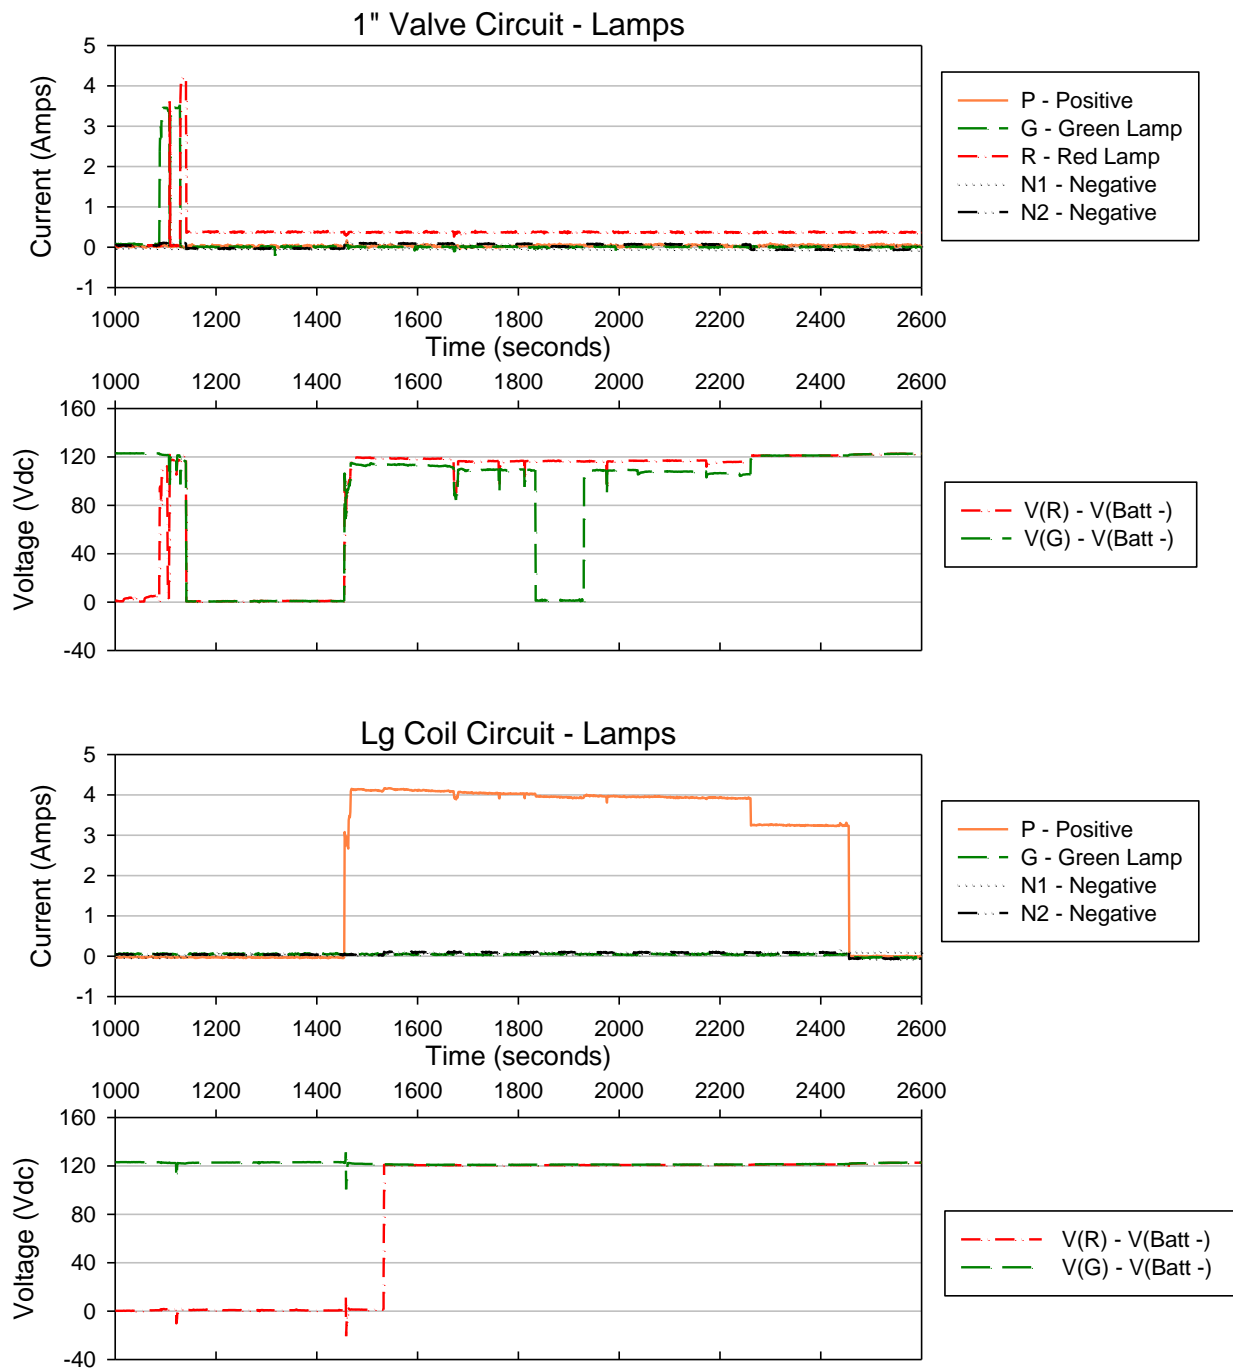 1" Valve Circuit - Lamps
5
4
3
2
1
0
-1
Current (Amps)
1000 1200 1400 1600 1800 2000 2200 2400 2600
Time (seconds)
P - Positive
G - Green Lamp
R - Red Lamp
N1 - Negative
N2 - Negative
1000 1200 1400 1600 1800 2000 2200 2400 2600
160
120
80
40
0
-40
Voltage (Vdc)
V(R) - V(Batt -)
V(G) - V(Batt -)
Lg Coil Circuit - Lamps
5
4
3
2
1
0
-1
Current (Amps)
1000 1200 1400 1600 1800 2000 2200 2400 2600
Time (seconds)
P - Positive
G - Green Lamp
N1 - Negative
N2 - Negative
1000 1200 1400 1600 1800 2000 2200 2400 2600
160
120
80
40
0
-40
Voltage (Vdc)
V(R) - V(Batt -)
V(G) - V(Batt -)